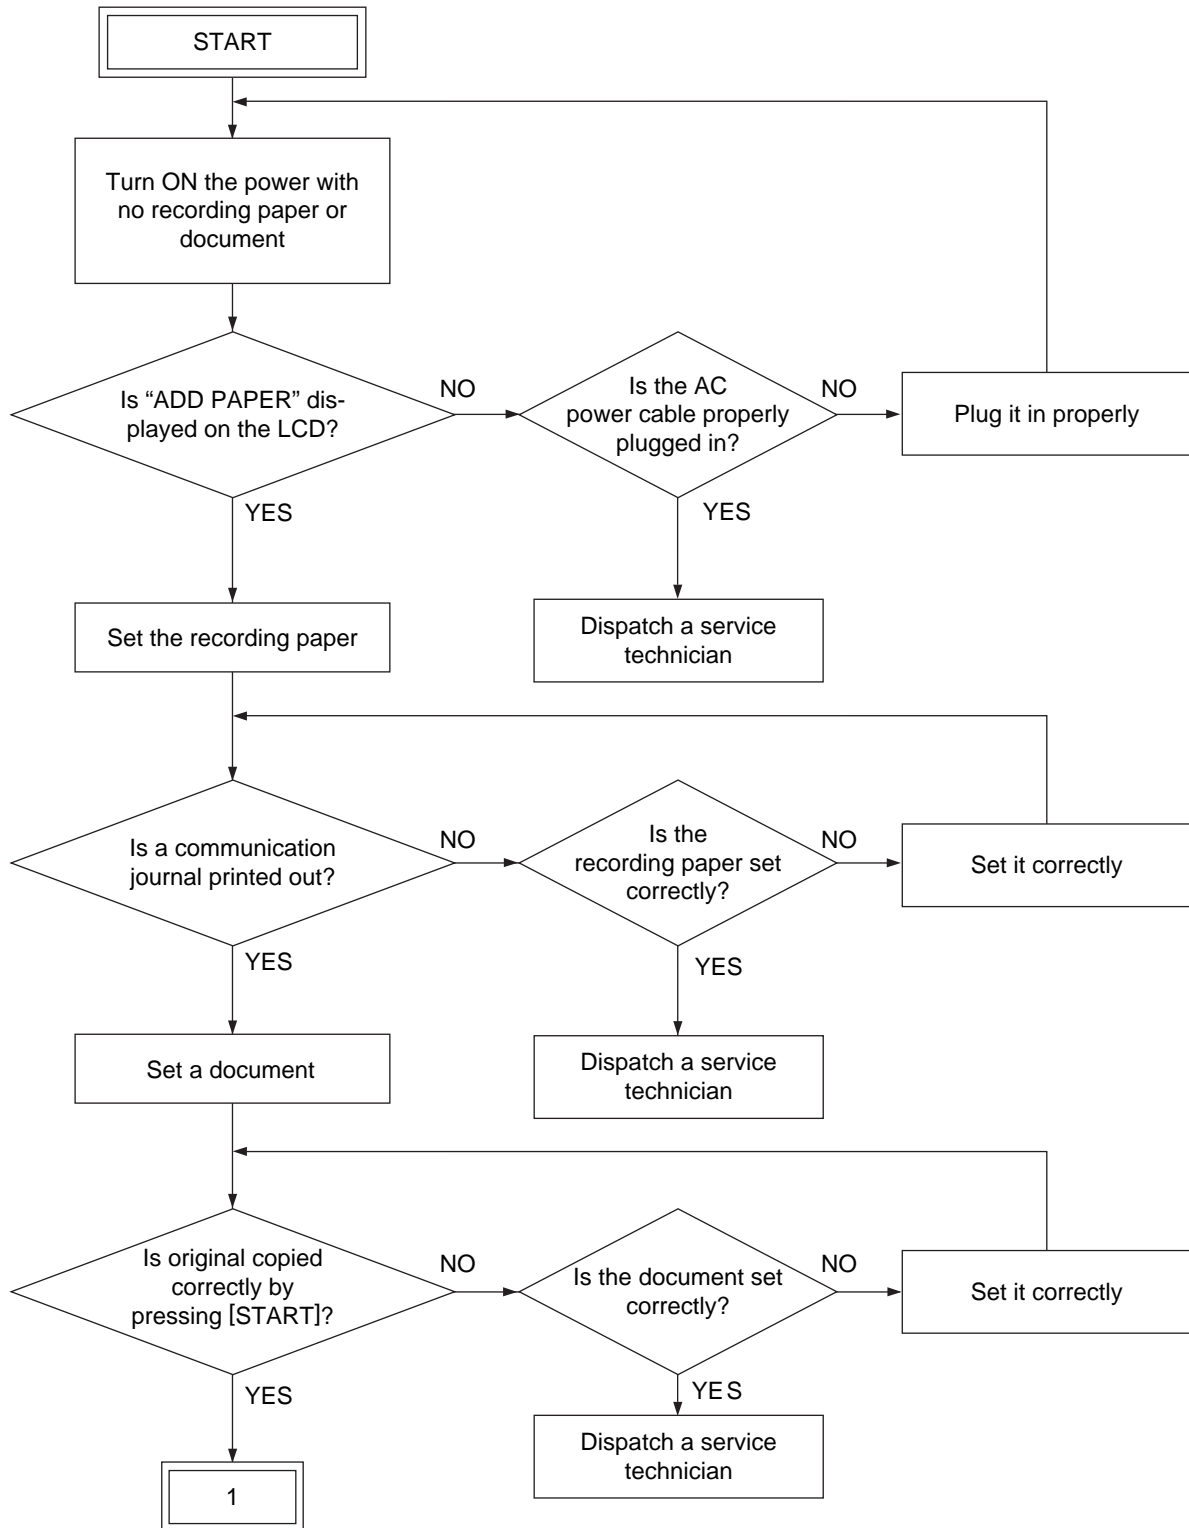 START
Turn ON the power with
no recording paper or
document
Is “ADD PAPER” dis-
played on the LCD?
NO
Is the AC
power cable properly
plugged in?
NO
Plug it in properly
YES
YES
Set the recording paper
Dispatch a service
technician
Is a communication
journal printed out?
NO
Is the
recording paper set
correctly?
NO
Set it correctly
YES
YES
Set a document
Dispatch a service
technician
Is original copied
correctly by
pressing [START]?
NO
Is the document set
correctly?
NO
Set it correctly
YES
YES
Dispatch a service
technician
1